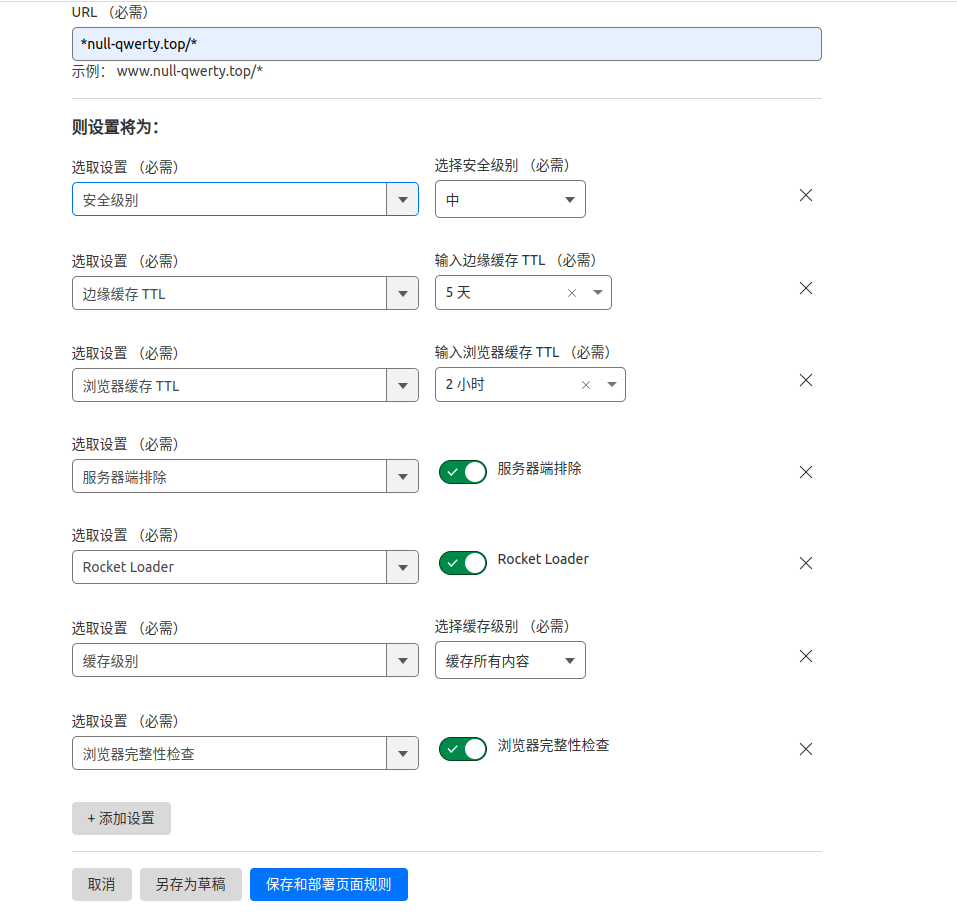 URL （必需）
*null-qwerty.top/*
示例： www.null-qwerty.top/*
则设置将为：
选取设置 （必需） 选择安全级别 （必需）
安全级别 中
选取设置 （必需） 输入边缘缓存 TTL （必需）
边缘缓存 TTL 5 天
选取设置 （必需） 输入浏览器缓存 TTL （必需）
浏览器缓存 TTL 2 小时
选取设置 （必需）
服务器端排除 服务器端排除
选取设置 （必需）
Rocket Loader Rocket Loader
选取设置 （必需） 选择缓存级别 （必需）
缓存级别 缓存所有内容
选取设置 （必需）
浏览器完整性检查 浏览器完整性检查
+ 添加设置
取消 另存为草稿 保存和部署页面规则